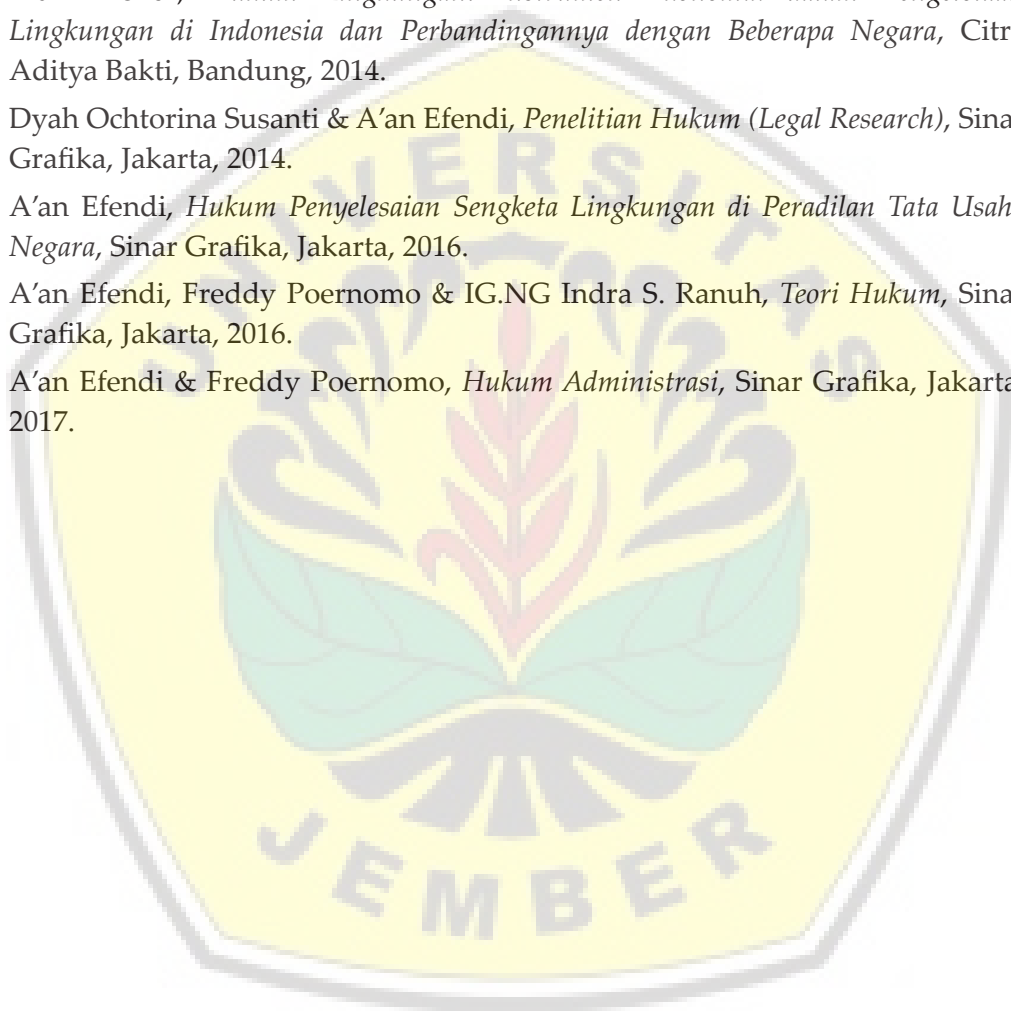 Lingkungan di Indonesia dan Perbandingannya dengan Beberapa Negara, Citr
Aditya Bakti, Bandung, 2014.
Dyah Ochtorina Susanti & A'an Efendi, Penelitian Hukum (Legal Research), Sina
Grafika, Jakarta, 2014.
A'an Efendi, Hukum Penyelesaian Sengketa Lingkungan di Peradilan Tata Usah
Negara, Sinar Grafika, Jakarta, 2016.
A'an Efendi, Freddy Poernomo & IG.NG Indra S. Ranuh, Teori Hukum, Sina
Grafika, Jakarta, 2016.
A'an Efendi & Freddy Poernomo, Hukum Administrasi, Sinar Grafika, Jakarta
2017.
UNIVERSITAS
JEMBER